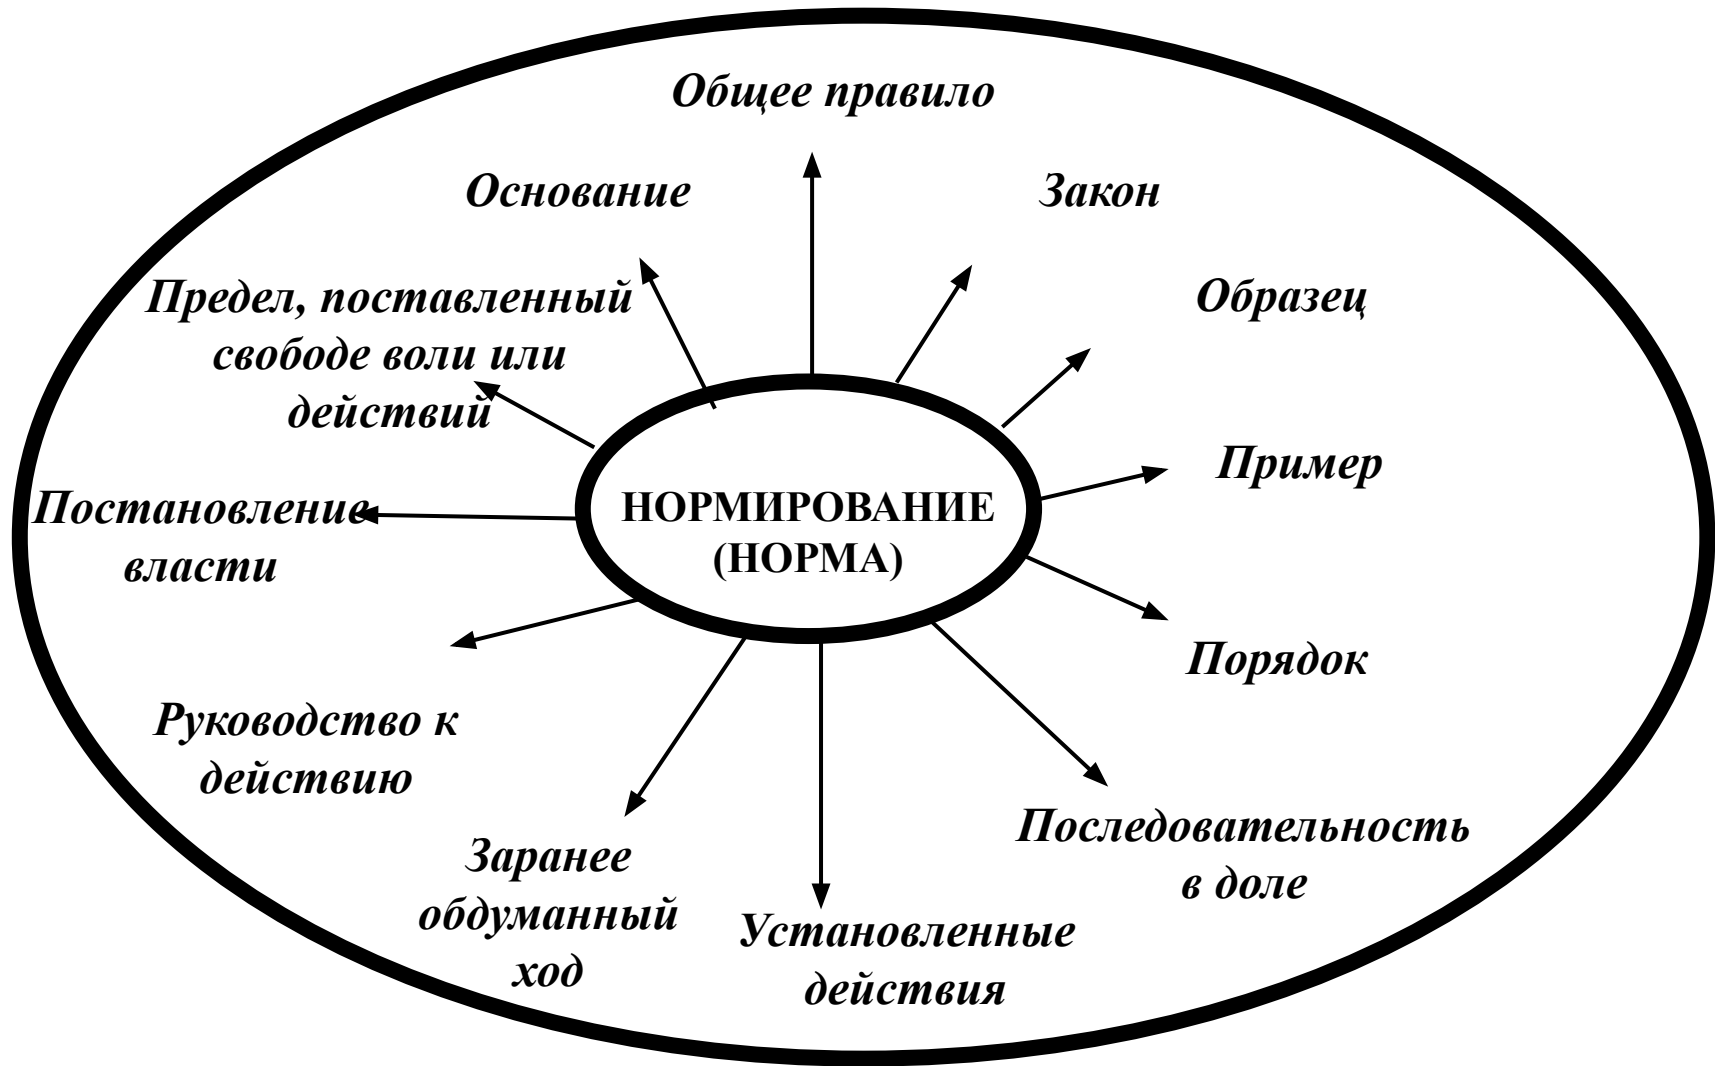 Общее правило
Основание
Закон
Предел, поставленный
свободе воли или
действий
Образец
Пример
НОРМИРОВАНИЕ
(НОРМА)
Постановление
власти
Порядок
Руководство к
действию
Последовательность
в доле
Заранее
обдуманный
ход
Установленные
действия